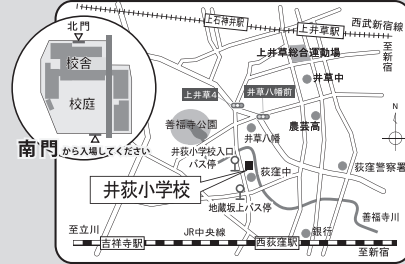 北門
校舎
校庭
南門から入場してください
上石神井駅
上井草駅
西武新宿線
至新宿
上井草総合運動場
井草中
上井草4
井草八幡前
農芸高
善福寺公園
井草八幡
N
井荻小学校入口
バス停
荻窪中
荻窪警察署
井荻小学校
地蔵坂上バス停
善福寺川
至立川
吉祥寺駅
JR中央線
西荻窪駅
銀行
至新宿